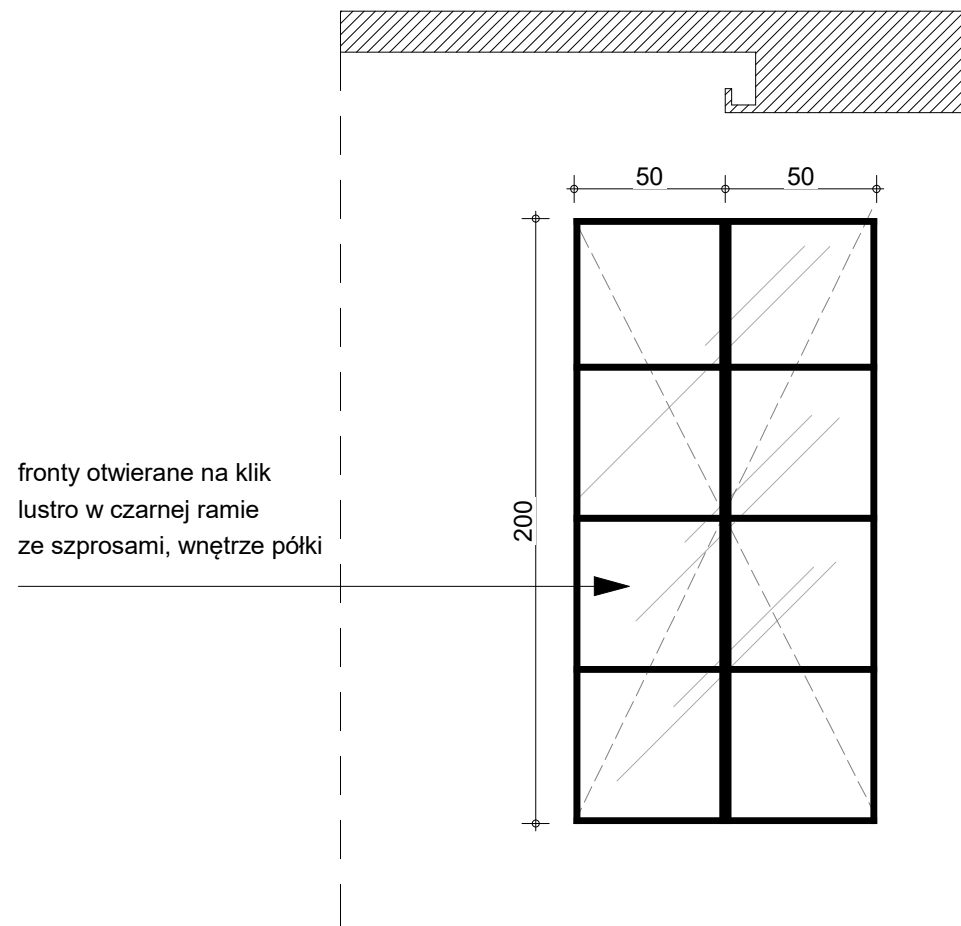 50
50
200
fronty otwierane na klik
lustro w czarnej ramie
ze szprosami, wnętrze półki